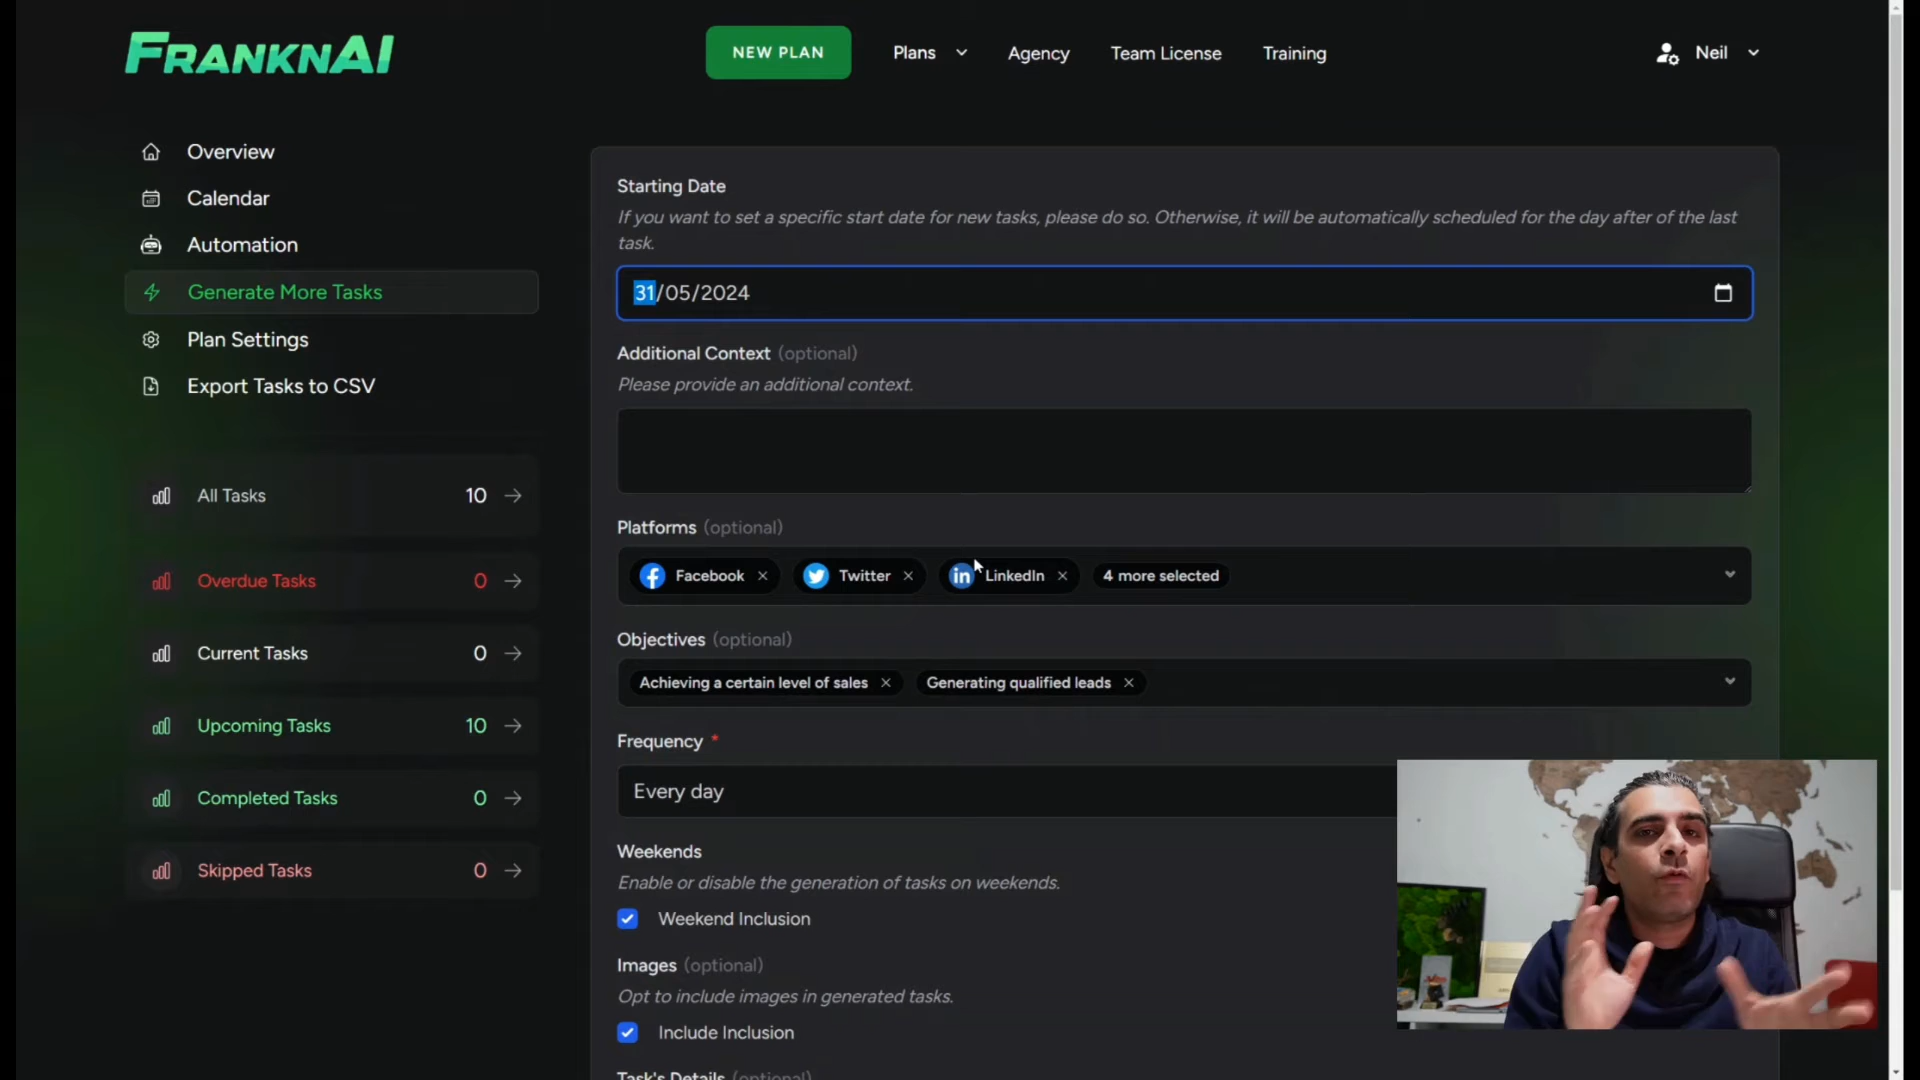 FRANKNAI
NEW PLAN
Plans
Agency
Team License
Training
Neil
Overview
Calendar
Automation
Generate More Tasks
Plan Settings
Export Tasks to CSV
All Tasks 10
Overdue Tasks 0
Current Tasks 0
Upcoming Tasks 10
Completed Tasks 0
Skipped Tasks 0
Starting Date
If you want to set a specific start date for new tasks, please do so. Otherwise, it will be automatically scheduled for the day after of the last
task.
31/05/2024
Additional Context (optional)
Please provide an additional context.
Platforms (optional)
Facebook × Twitter × in LinkedIn × 4 more selected
Objectives (optional)
Achieving a certain level of sales × Generating qualified leads ×
Frequency *
Every day
Weekends
Enable or disable the generation of tasks on weekends.
Weekend Inclusion
Images (optional)
Opt to include images in generated tasks.
Include Inclusion
Task's Details (optional)